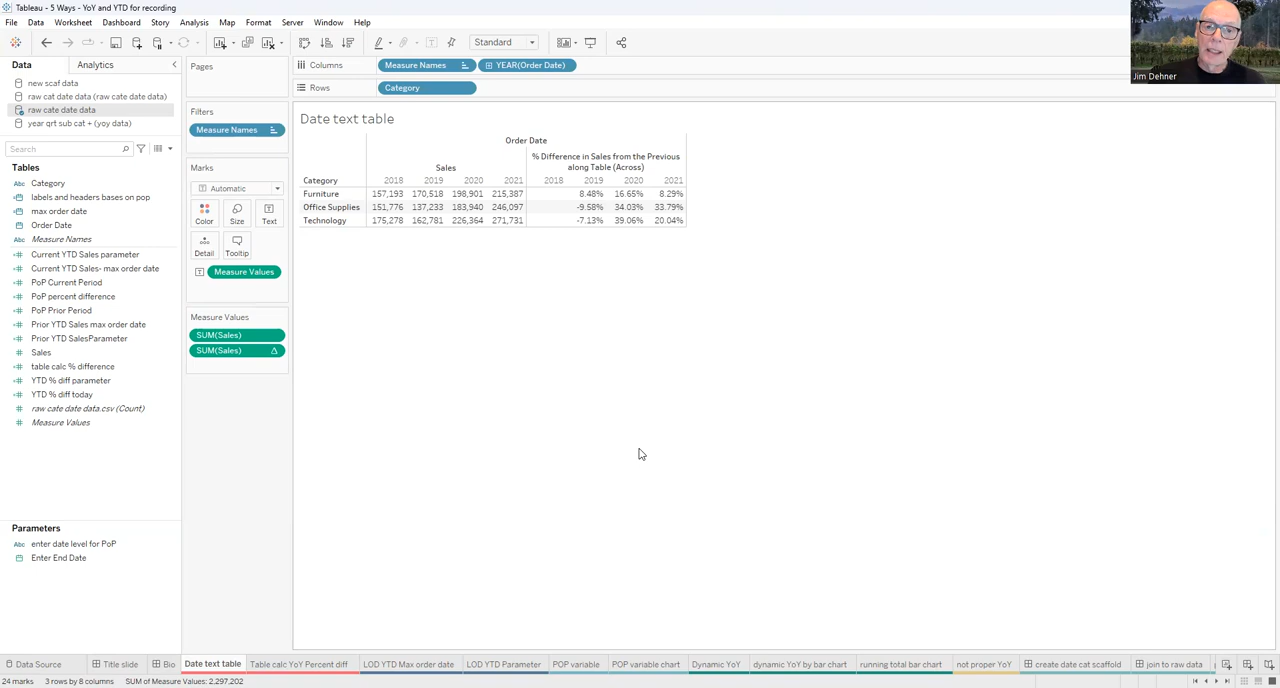 Tableau - 5 Ways - YoY and YTD for recording
File Data Worksheet Dashboard Story Analysis Map Format Server Window Help
Standard
Jim Dehner
Data Analytics
new scaf data
raw cat date data (raw cate date data)
raw cate date data
year qrt sub cat + (yoy data)
Search
Tables
Abc Category
labels and headers bases on pop
max order date
Order Date
Abc Measure Names
Current YTD Sales parameter
Current YTD Sales- max order date
PoP Current Period
PoP percent difference
PoP Prior Period
Prior YTD Sales max order date
Prior YTD SalesParameter
Sales
table calc % difference
YTD % diff parameter
YTD % diff today
raw cate date data.csv (Count)
Measure Values
Parameters
Abc enter date level for PoP
Enter End Date
Pages
Filters
Measure Names
Marks
Automatic
Color Size Text
Detail Tooltip
Measure Values
Measure Values
SUM(Sales)
SUM(Sales) Δ
Columns Measure Names YEAR(Order Date)
Rows Category
Date text table
Order Date
% Difference in Sales from the Previous
Sales along Table (Across)
Category 2018 2019 2020 2021 2018 2019 2020 2021
Furniture 157,193 170,518 198,901 215,387 8.48% 16.65% 8.29%
Office Supplies 151,776 137,233 183,940 246,097 -9.58% 34.03% 33.79%
Technology 175,278 162,781 226,364 271,731 -7.13% 39.06% 20.04%
Data Source Title slide Bio Date text table Table calc YoY Percent diff LOD YTD Max order date LOD YTD Parameter POP variable POP variable chart Dynamic YoY dynamic YoY by bar chart running total bar chart not proper YoY create date cat scaffold join to raw data
24 marks 3 rows by 8 columns SUM of Measure Values: 2,297,202